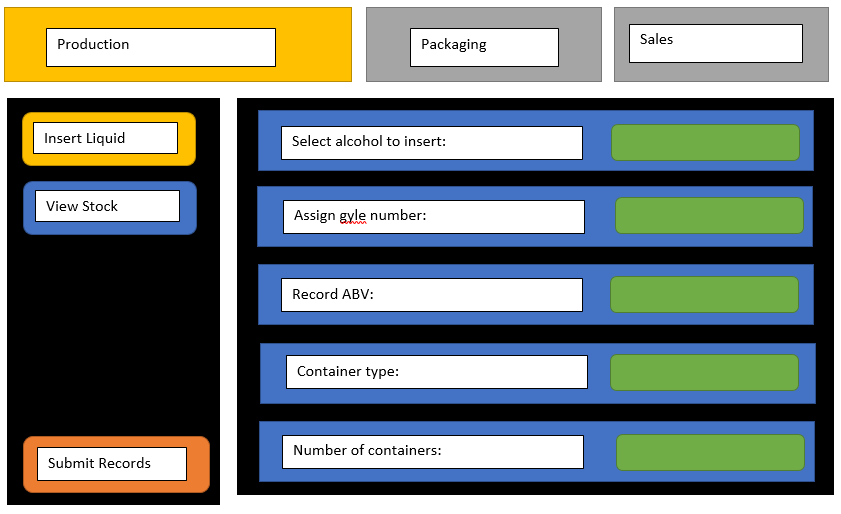 Production
Packaging
Sales
Insert Liquid
View Stock
Submit Records
Select alcohol to insert:
Assign gyle number:
Record ABV:
Container type:
Number of containers: